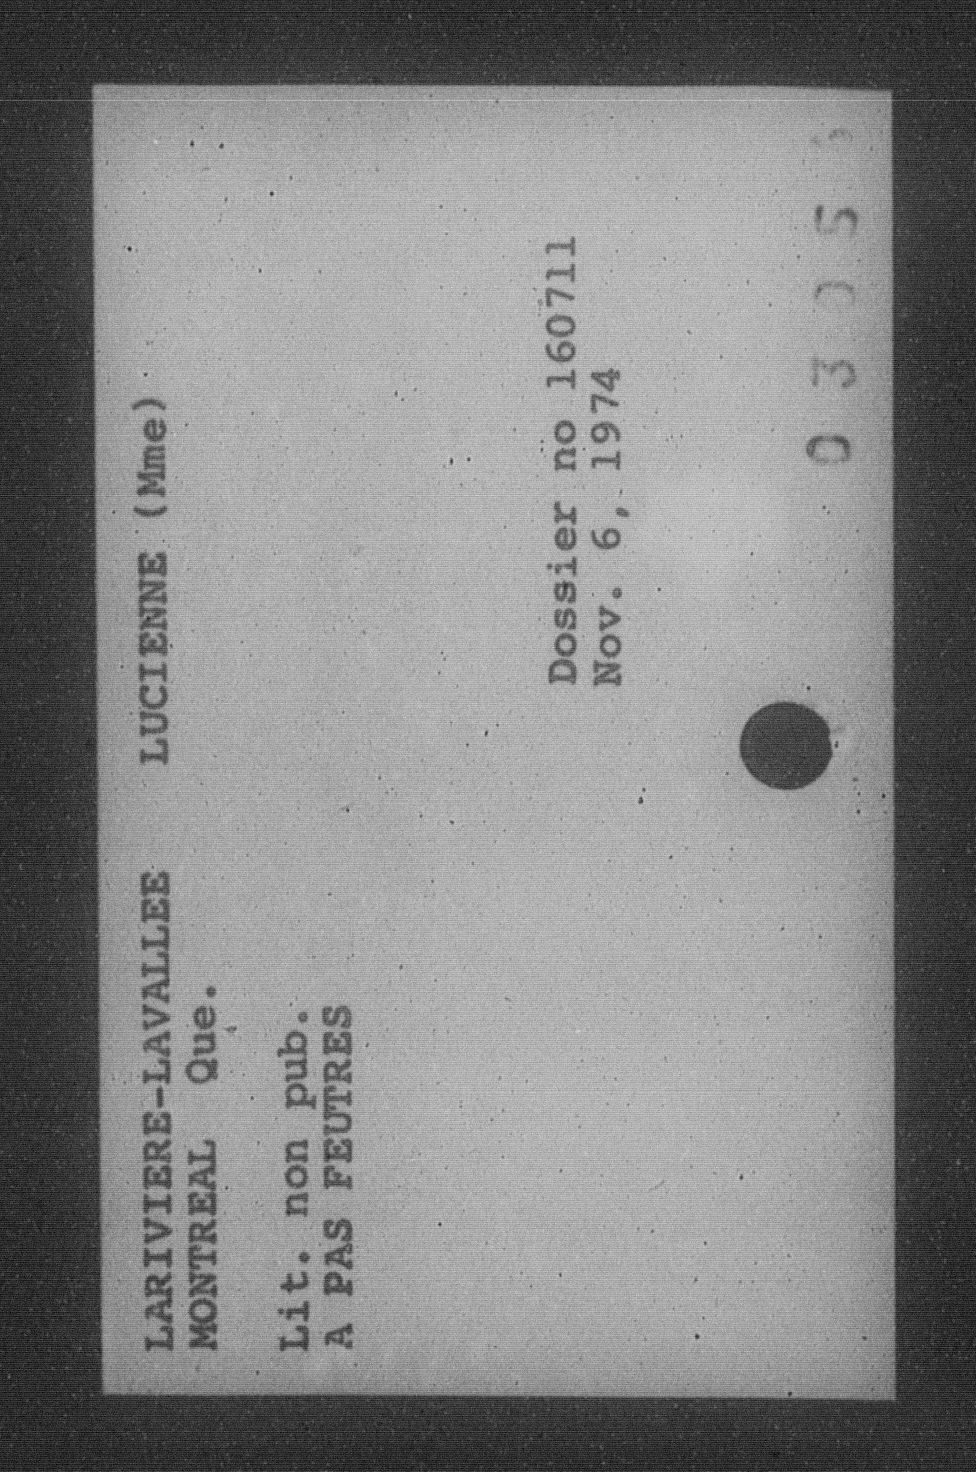 LARIVIERE-LAVALLEE LUCIENNE (Mme)
MONTREAL Que.
Lit. non pub.
A PAS FEUTRES
Dossier no 160711
Nov. 6, 1974